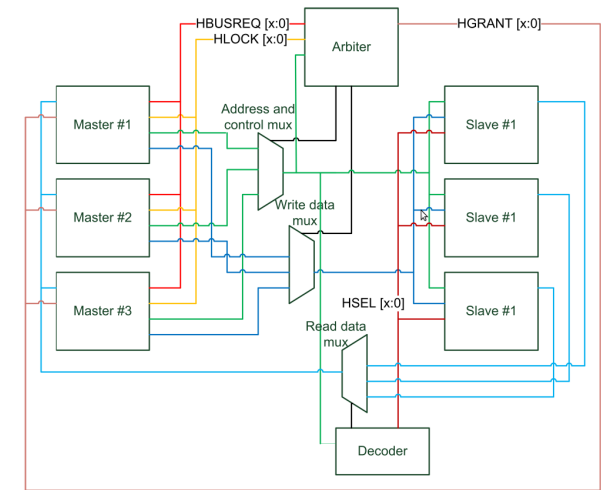 HBUSREQ [x:0]
HGRANT [x:0]
HLOCK [x:0]
Arbiter
Address and
control mux
Master #1
Slave #1
Write data
mux
Master #2
Slave #1
HSEL [x:0]
Master #3
Slave #1
Read data
mux
Decoder